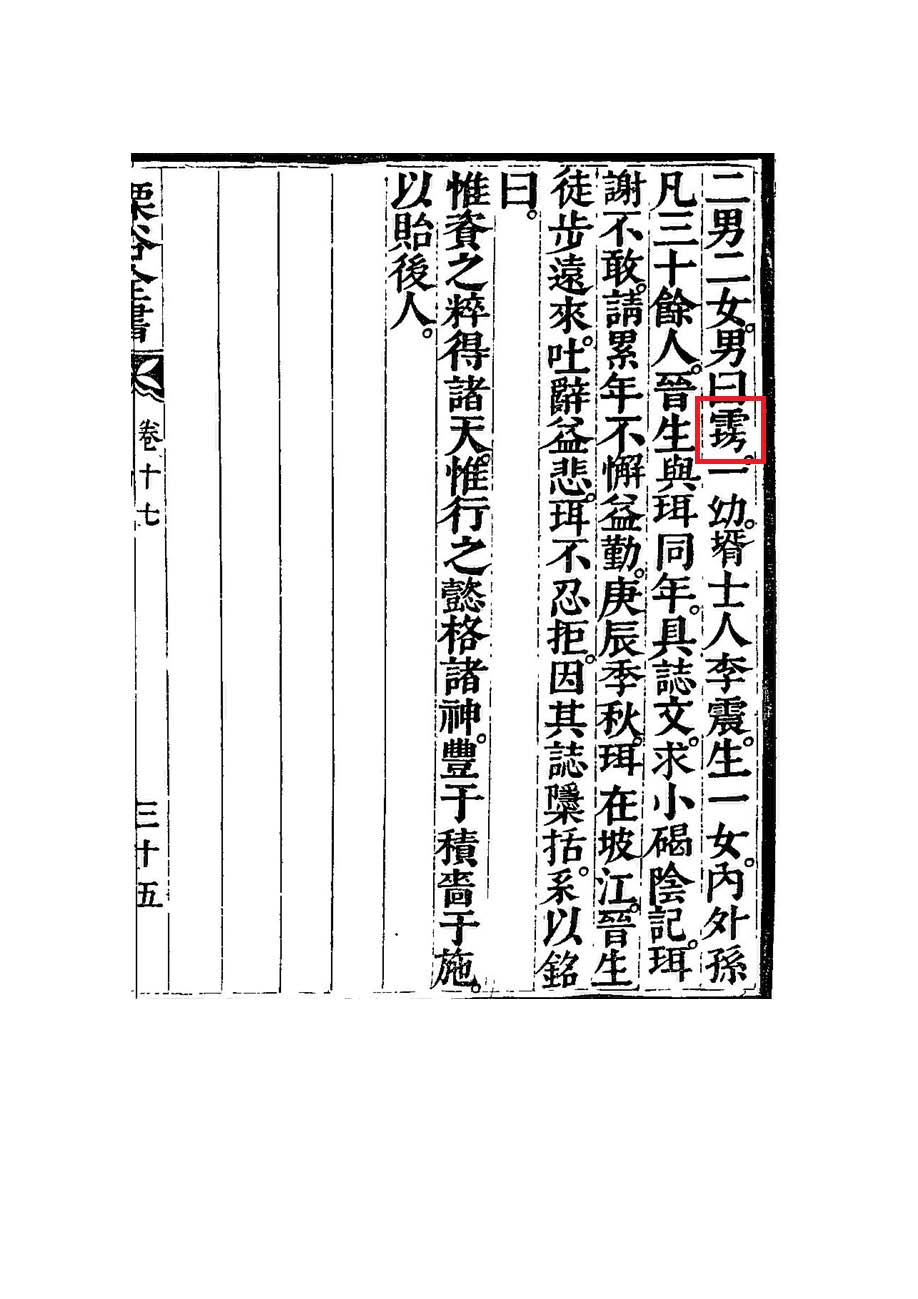 二男二女。男曰。一幼。壻士人李震。生一女。內外孫
凡三十餘人。晉生與珥同年。具誌文。求小碣陰記。珥
謝不敢。請累年不懈益勤。庚辰季秋。珥在坡江。晉生
徒步遠來。吐辭益悲。珥不忍拒。因其誌檃括。系以銘
曰。
惟資之粹得諸天。惟行之懿格諸神。豐于積嗇于施。
以貽後人。
栗谷全書 卷十七 三十五